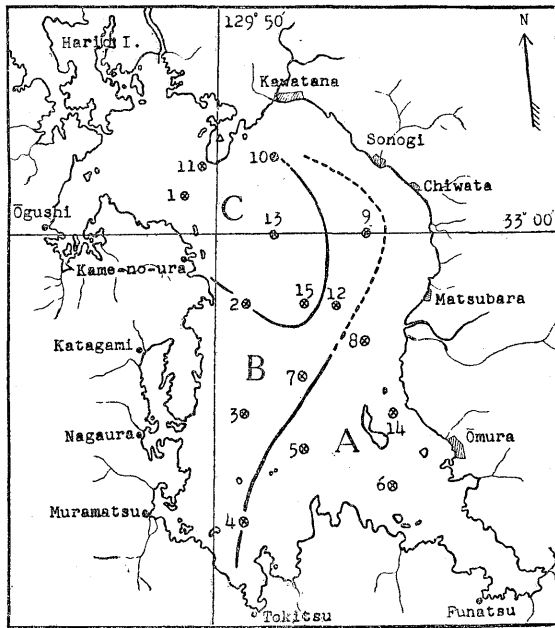 129° 50'
N
Hario I.
Kawatana
Sonogi
10
11
Chiwata
1
C
Ōgushi
13
9
33° 00'
Kame-no-ura
2
15
12
Matsubara
Katagami
8
B
7
3
14
Nagaura
Ōmura
5
A
6
Muramatsu
4
Tokitsu
Funatsu